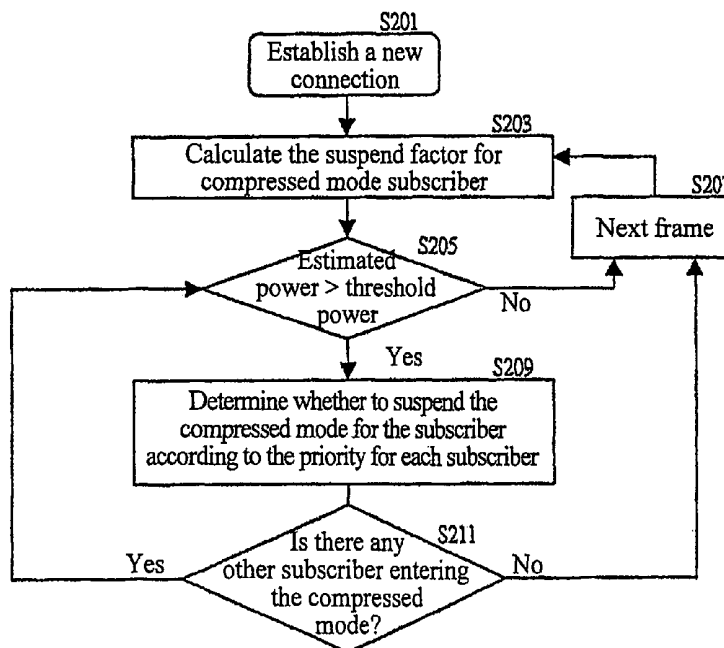 S201
Establish a new
connection
S203
Calculate the suspend factor for
compressed mode subscriber
S207
Next frame
S205
Estimated
power > threshold
power
No
Yes
S209
Determine whether to suspend the
compressed mode for the subscriber
according to the priority for each subscriber
S211
Is there any
other subscriber entering
the compressed
mode?
Yes
No